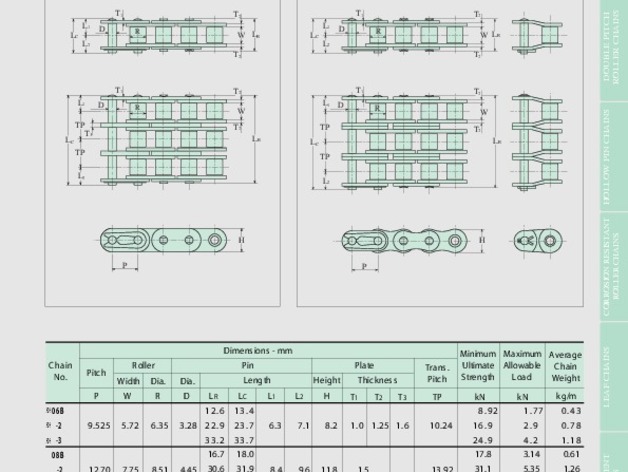 T₁
T₂
D
R
L₁
LC
L₂
W
LR
T₂
T₁
T₂
D
R
L₁
LC
L₂
W
T₁
LR
T₁
T₂
D
R
L₁
TP
T₃
LC
TP
L₂
W
LR
T₁
T₂
D
R
L₁
TP
LC
TP
L₂
W
T₁
LR
H
P
H
P
DOUBLE PITCH
ROLLER CHAINS
HOLLOW PIN CHAINS
CORROSION RESISTANT
ROLLER CHAINS
LEAF CHAINS
Dimensions - mm
Chain No. Pitch Roller Pin Plate Trans. Pitch Minimum Ultimate Strength Maximum Allowable Load Average Chain Weight
Width Dia. Dia. Length Height Thickness
P W R D LR LC L1 L2 H T1 T2 T3 TP kN kN kg/m
06B 12.6 13.4 8.92 1.77 0.43
-2 9.525 5.72 6.35 3.28 22.9 23.7 6.3 7.1 8.2 1.0 1.25 1.6 10.24 16.9 2.9 0.78
-3 33.2 33.7 24.9 4.2 1.18
08B 16.7 18.0 17.8 3.14 0.61
-2 12.70 7.75 8.51 4.45 30.6 31.9 8.4 9.6 11.8 1.5 13.92 31.1 5.35 1.26